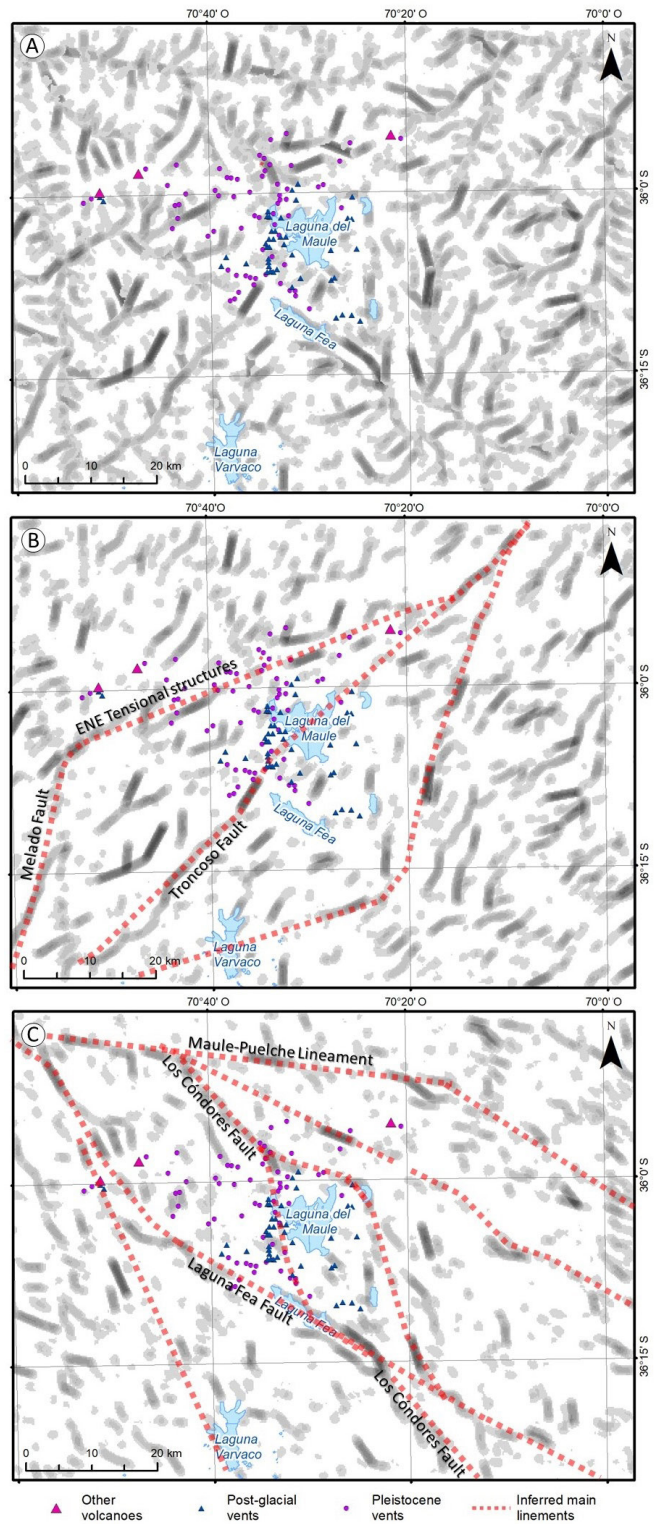 70°40' O
70°20' O
70°0' O
A
N
36°0' S
Laguna del
Maule
Laguna Fea
36°15'S
Laguna
Varvaco
0
10
20 km
70°40' O
70°20' O
70°0' O
B
N
ENE Tensional structures
36°0' S
Laguna del
Maule
Melado Fault
Troncoso Fault
Laguna Fea
36°15'S
Laguna
Varvaco
0
10
20 km
70°40' O
70°20' O
70°0' O
C
N
Maule-Puelche Lineament
Los Cóndores Fault
36°0' S
Laguna del
Maule
Laguna Fea Fault
Laguna Fea
36°15'S
Los Cóndores Fault
Laguna
Varvaco
0
10
20 km
Other
volcanoes
Post-glacial
vents
Pleistocene
vents
Inferred main
linements